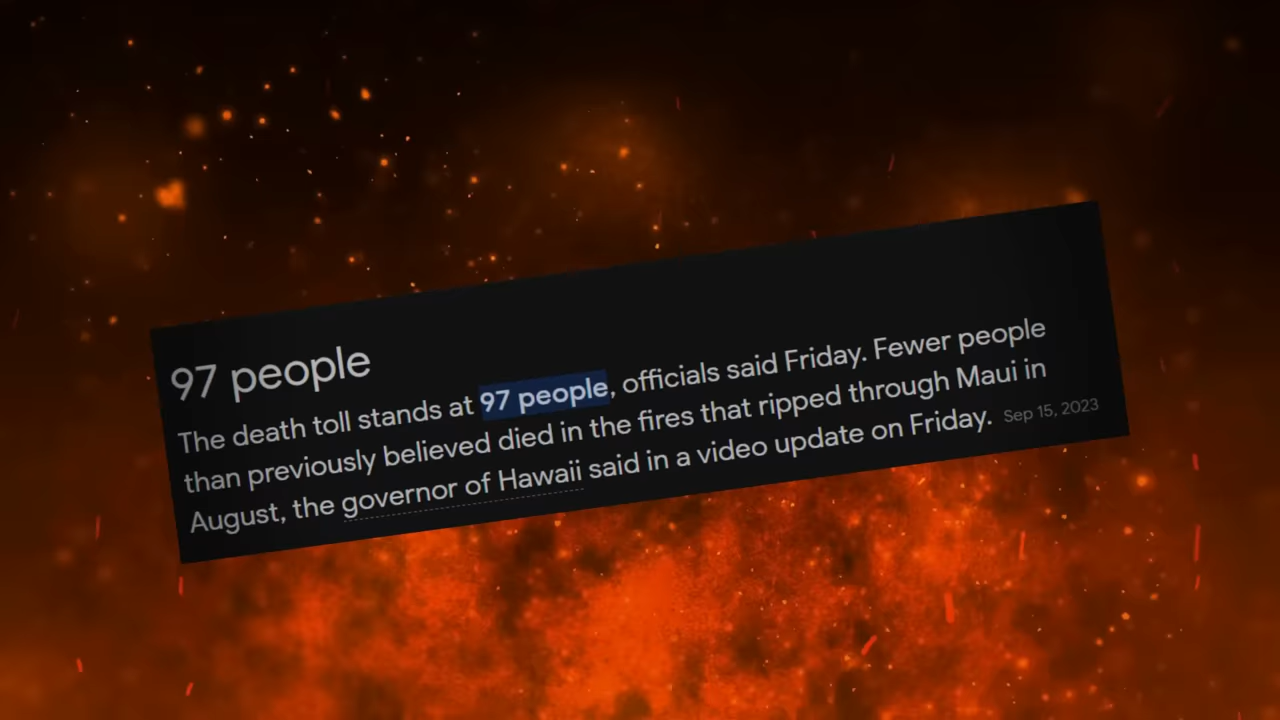 97 people
The death toll stands at 97 people, officials said Friday. Fewer people
than previously believed died in the fires that ripped through Maui in
August, the governor of Hawaii said in a video update on Friday. Sep 15, 2023